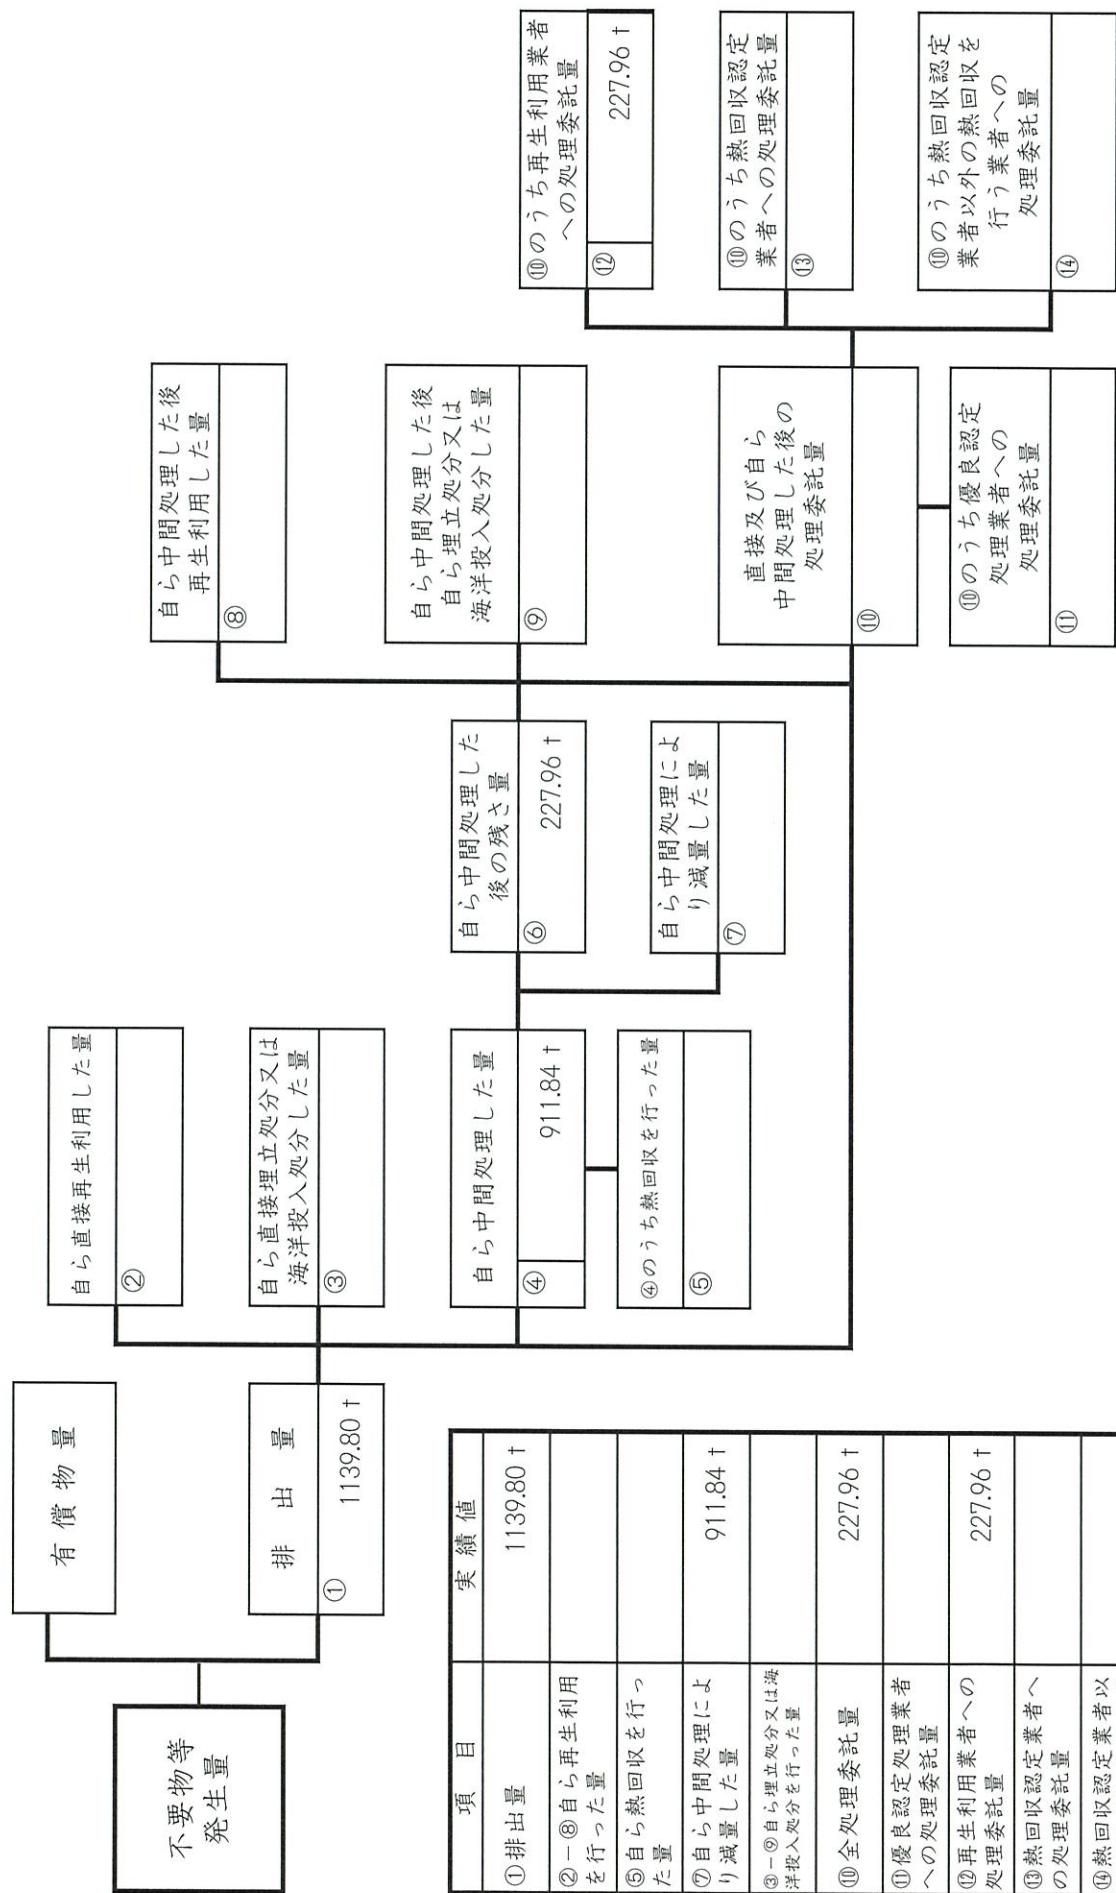 不要物等
発生量
有償物量
排出量
① 1139.80 t
自ら直接再生利用した量
②
自ら直接埋立処分又は
海洋投入処分した量
③
自ら中間処理した量
④ 911.84 t
④のうち熱回収を行った量
⑤
自ら中間処理した
後の残さ量
⑥ 227.96 t
自ら中間処理によ
り減量した量
⑦
自ら中間処理した後
再生利用した量
⑧
自ら中間処理した後
自ら埋立処分又は
海洋投入処分した量
⑨
直接及び自ら
中間処理した後の
処理委託量
⑩
⑩のうち優良認定
処理業者への
処理委託量
⑪
⑩のうち再生利用業者
への処理委託量
⑫ 227.96 t
⑩のうち熱回収認定
業者への処理委託量
⑬
⑩のうち熱回収認定
業者以外の熱回収を
行う業者への
処理委託量
⑭
項目 実績値
①排出量 1139.80 t
②－⑧自ら再生利用
を行った量
⑤自ら熱回収を行っ
た量
⑦自ら中間処理によ
り減量した量 911.84 t
③－⑨自ら埋立処分又は海
洋投入処分を行った量
⑩全処理委託量 227.96 t
⑪優良認定処理業者
への処理委託量
⑫再生利用業者への
処理委託量 227.96 t
⑬熱回収認定業者へ
の処理委託量
⑭熱回収認定業者以